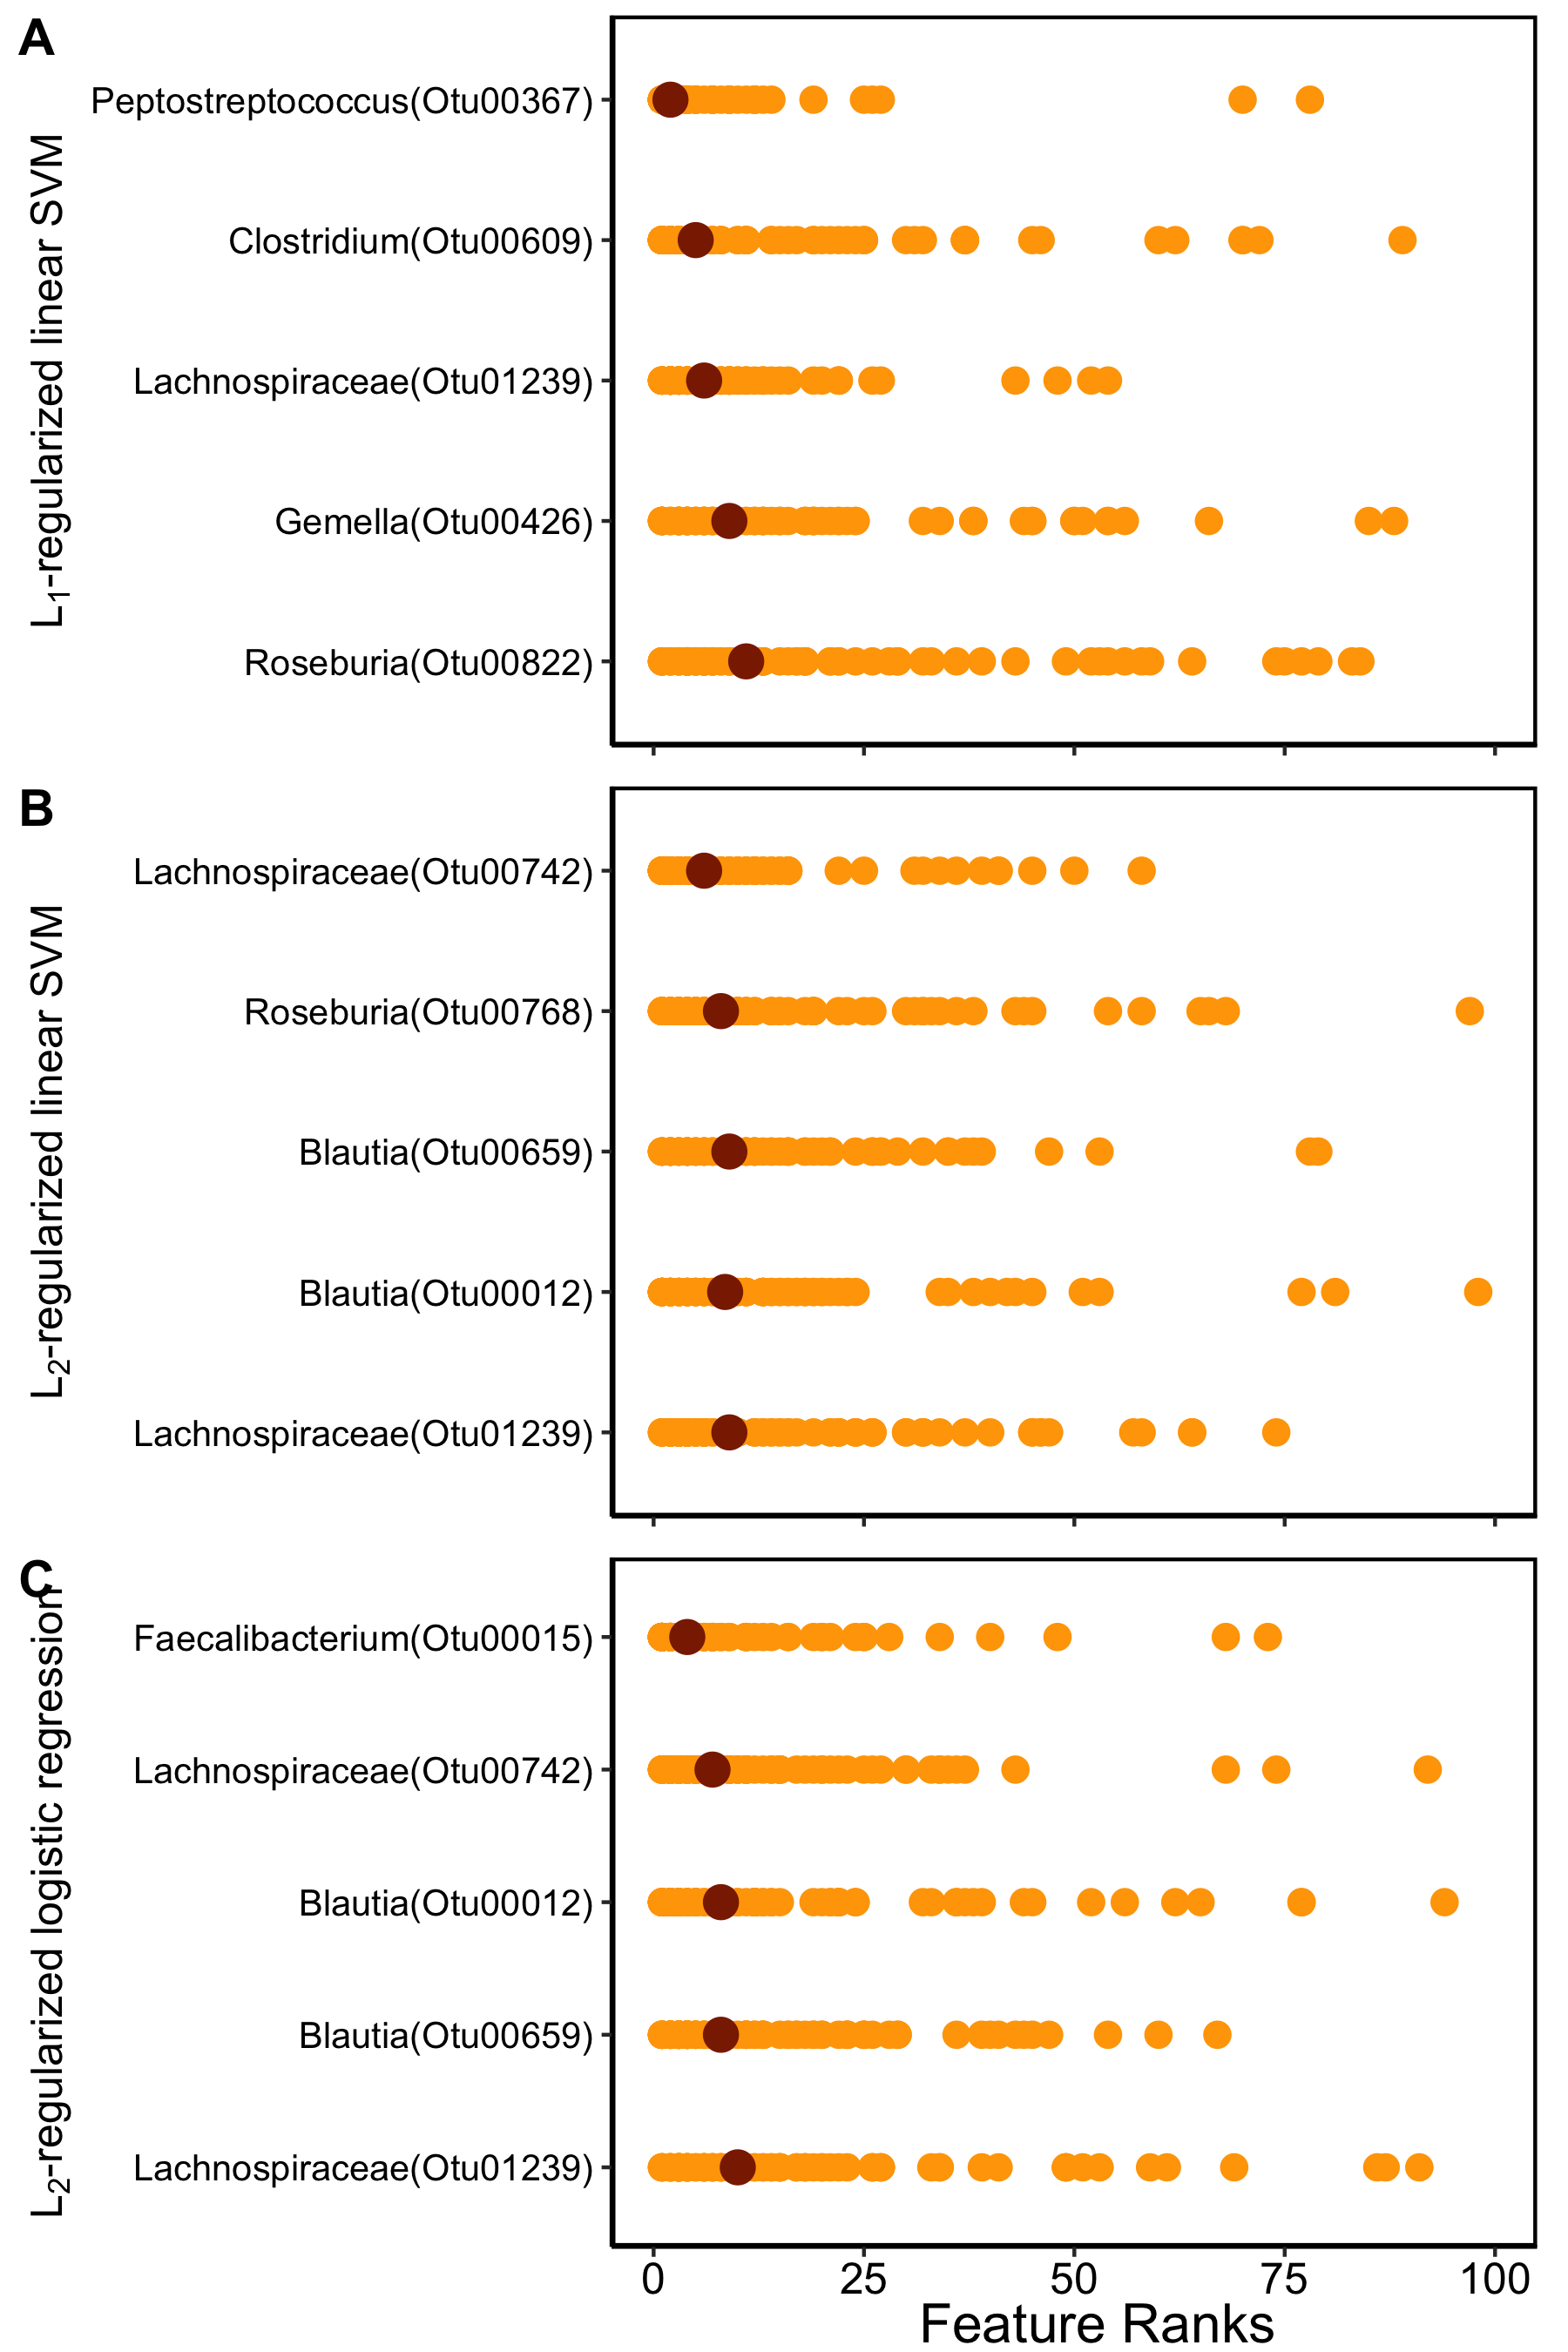 A
L1-regularized linear SVM
Peptostreptococcus(Otu00367)
Clostridium(Otu00609)
Lachnospiraceae(Otu01239)
Gemella(Otu00426)
Roseburia(Otu00822)
B
L2-regularized linear SVM
Lachnospiraceae(Otu00742)
Roseburia(Otu00768)
Blautia(Otu00659)
Blautia(Otu00012)
Lachnospiraceae(Otu01239)
C
L2-regularized logistic regression
Faecalibacterium(Otu00015)
Lachnospiraceae(Otu00742)
Blautia(Otu00012)
Blautia(Otu00659)
Lachnospiraceae(Otu01239)
0 25 50 75 100
Feature Ranks